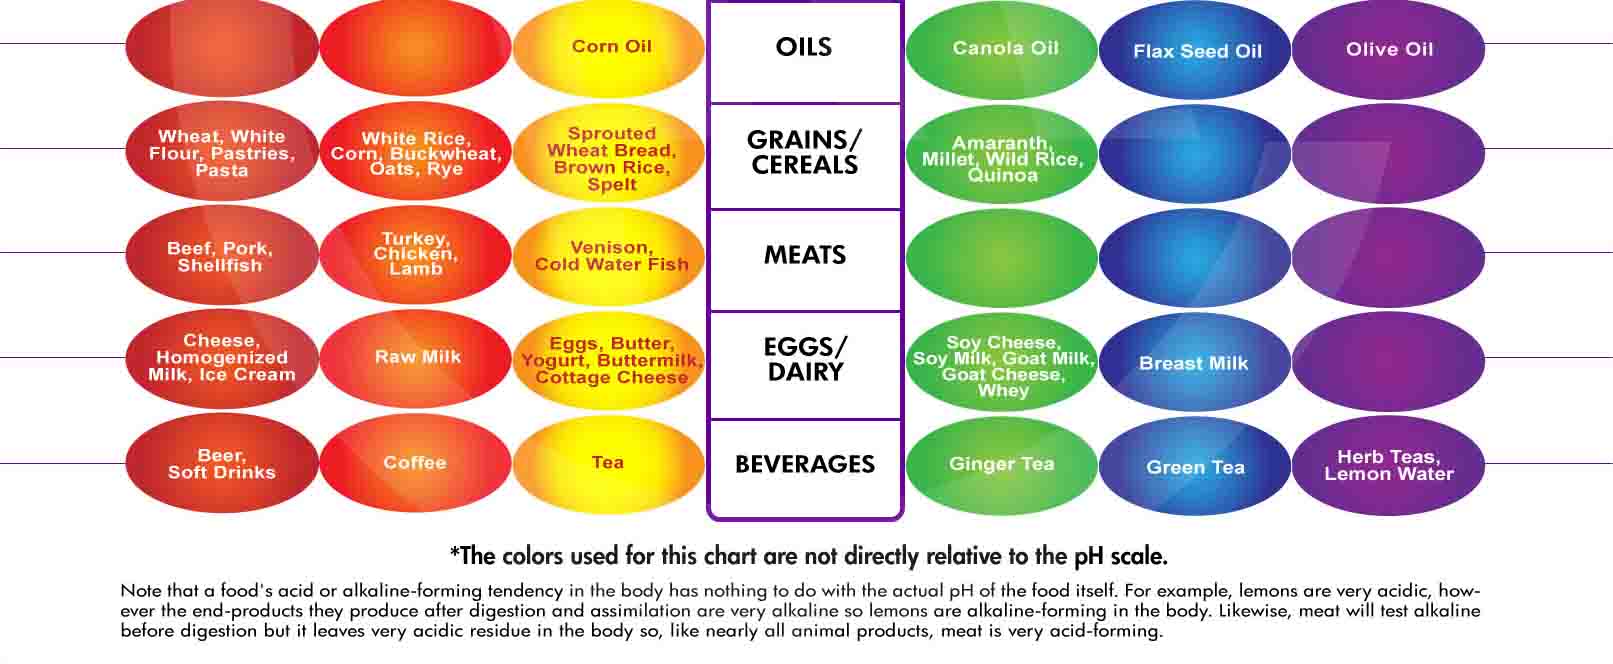 Corn Oil
OILS
Canola Oil
Flax Seed Oil
Olive Oil
Wheat, White
Flour, Pastries,
Pasta
White Rice,
Corn, Buckwheat,
Oats, Rye
Sprouted
Wheat Bread,
Brown Rice,
Spelt
GRAINS/
CEREALS
Amaranth,
Millet, Wild Rice,
Quinoa
Beef, Pork,
Shellfish
Turkey,
Chicken,
Lamb
Venison,
Cold Water Fish
MEATS
Cheese,
Homogenized
Milk, Ice Cream
Raw Milk
Eggs, Butter,
Yogurt, Buttermilk,
Cottage Cheese
EGGS/
DAIRY
Soy Cheese,
Soy Milk, Goat Milk,
Goat Cheese,
Whey
Breast Milk
Beer,
Soft Drinks
Coffee
Tea
BEVERAGES
Ginger Tea
Green Tea
Herb Teas,
Lemon Water
*The colors used for this chart are not directly relative to the pH scale.
Note that a food's acid or alkaline-forming tendency in the body has nothing to do with the actual pH of the food itself. For example, lemons are very acidic, how-
ever the end-products they produce after digestion and assimilation are very alkaline so lemons are alkaline-forming in the body. Likewise, meat will test alkaline
before digestion but it leaves very acidic residue in the body so, like nearly all animal products, meat is very acid-forming.